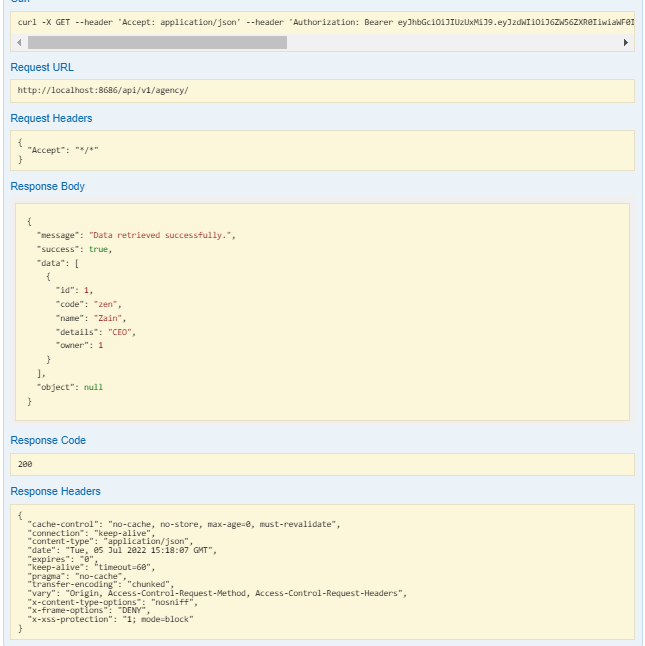 Curl
curl -X GET --header 'Accept: application/json' --header 'Authorization: Bearer
Request URL
http://localhost:8686/api/v1/agency/
Request Headers
{
"Accept": "*/*"
}
Response Body
{
"message": "Data retrieved successfully.",
"success": true,
"data": [
{
"id": 1,
"code": "zen",
"name": "Zain",
"details": "CEO",
"owner": 1
}
],
"object": null
}
Response Code
200
Response Headers
{
"cache-control": "no-cache, no-store, max-age=0, must-revalidate",
"connection": "keep-alive",
"content-type": "application/json",
"date": "Tue, 05 Jul 2022 15:18:07 GMT",
"expires": "0",
"keep-alive": "timeout=60",
"pragma": "no-cache",
"transfer-encoding": "chunked",
"vary": "Origin, Access-Control-Request-Method, Access-Control-Request-Headers",
"x-content-type-options": "nosniff",
"x-frame-options": "DENY",
"x-xss-protection": "1; mode=block"
}